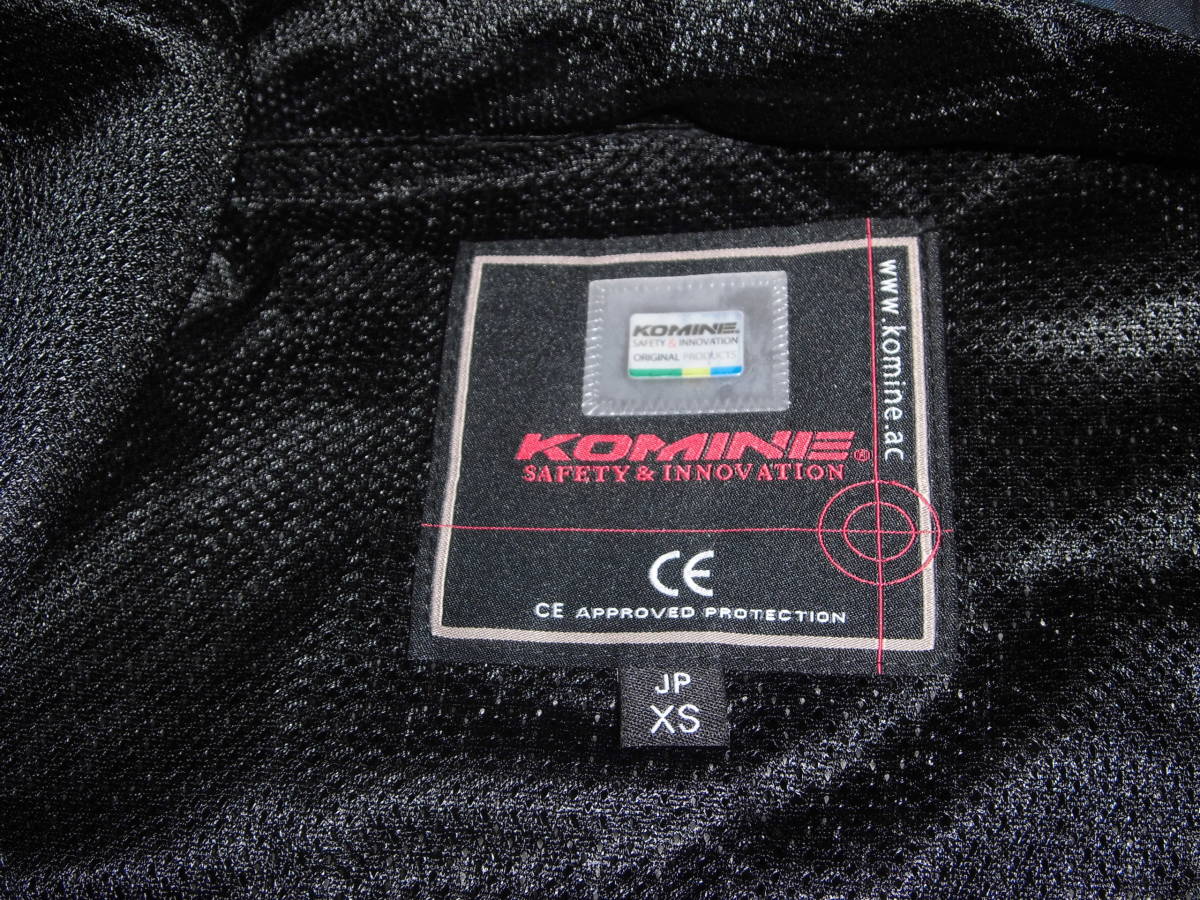 KOMINE.
SAFETY & INNOVATION
ORIGINAL PRODUCTS
www.komine.ac
KOMINE®
SAFETY & INNOVATION
CE
CE APPROVED PROTECTION
JP
XS